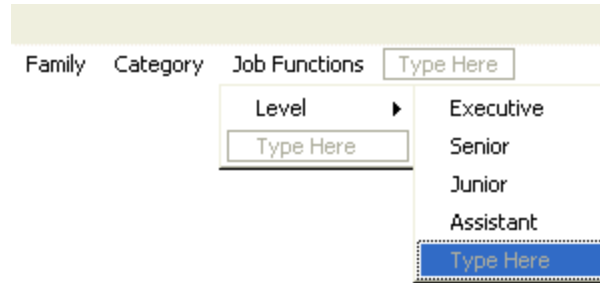 Family Category Job Functions Type Here
Level Executive
Type Here Senior
Junior
Assistant
Type Here